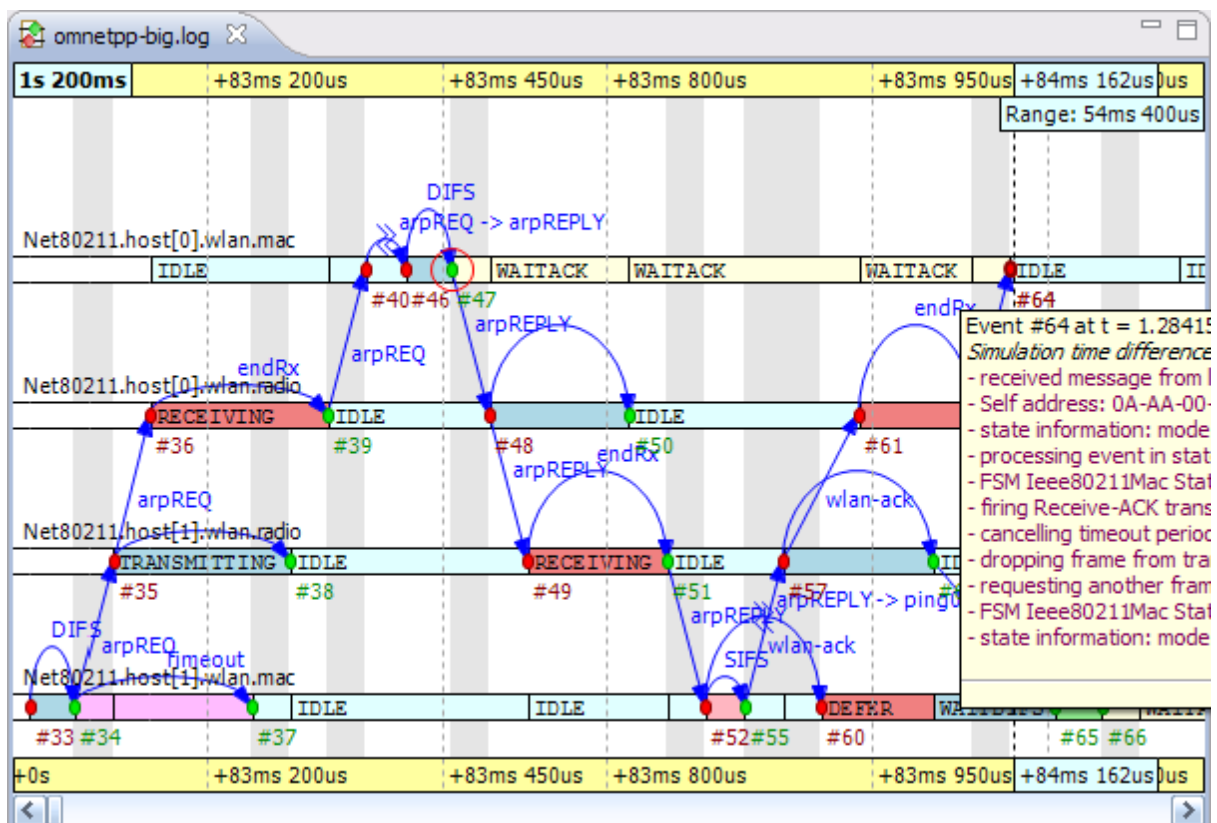 omnetpp-big.log
1s 200ms +83ms 200us +83ms 450us +83ms 800us +83ms 950us +84ms 162us 0us
Range: 54ms 400us
DIFS
arpREQ -> arpREPLY
Net80211.host[0].wlan.mac
IDLE WAITACK WAITACK WAITACK IDLE
#40 #46 #47 #64
endRx
arpREPLY
arpREQ
Event #64 at t = 1.28415
Simulation time difference
- received message from
- Self address: 0A-AA-00-
- state information: mode
- processing event in stat
- FSM Ieee80211Mac Stat
- firing Receive-ACK trans
- cancelling timeout period
- dropping frame from tra
- requesting another fram
- FSM Ieee80211Mac Stat
- state information: mode
endRx
Net80211.host[0].wlan.radio
RECEIVING IDLE IDLE
#36 #39 #48 #50 #61
endRx
arpREPLY
arpREQ
wlan-ack
Net80211.host[1].wlan.radio
TRANSMITTING IDLE RECEIVING IDLE
#35 #38 #49 #51 #57
arpREPLY -> ping0
arpREPLY
DIFS
arpREQ
wlan-ack
timeout
SIFS
Net80211.host[1].wlan.mac
IDLE IDLE DEFER WAITDIFS
#33 #34 #37 #52 #55 #60 #65 #66
+0s +83ms 200us +83ms 450us +83ms 800us +83ms 950us +84ms 162us 0us